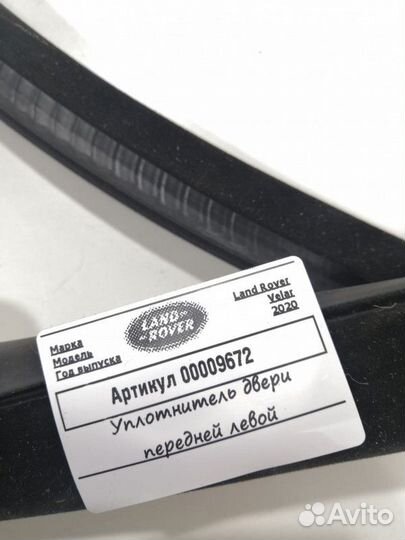 Марка
Модель
Год выпуска
LAND
ROVER
Land Rover
Velar
2020
Артикул 00009672
Уплотнитель двери
передней левой
Avito